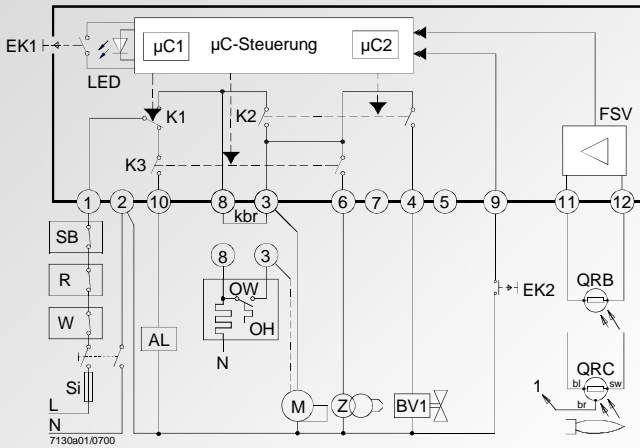 EK1
LED
µC1
µC-Steuerung
µC2
FSV
K1
K2
K3
1 2 10 8 kbr 3 6 7 4 5 9 11 12
SB
R
W
Si
L
N
8 3
OW
OH
N
AL
M
Z
BV1
EK2
QRB
QRC
bl sw
br
1
7130a01/0700